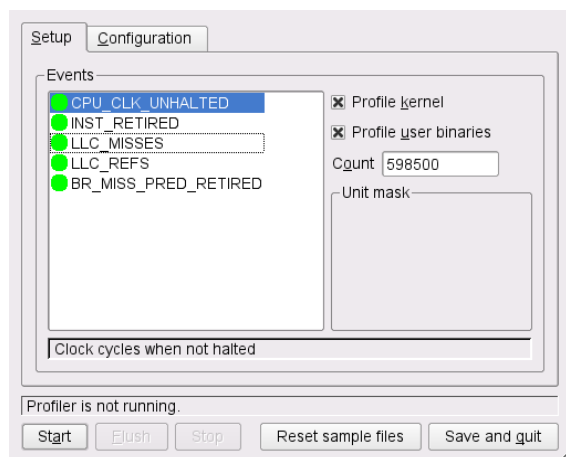 Setup
Configuration
Events
CPU_CLK_UNHALTED
INST_RETIRED
LLC_MISSES
LLC_REFS
BR_MISS_PRED_RETIRED
Profile kernel
Profile user binaries
Count 598500
Unit mask
Clock cycles when not halted
Profiler is not running.
Start Flush Stop Reset sample files Save and quit